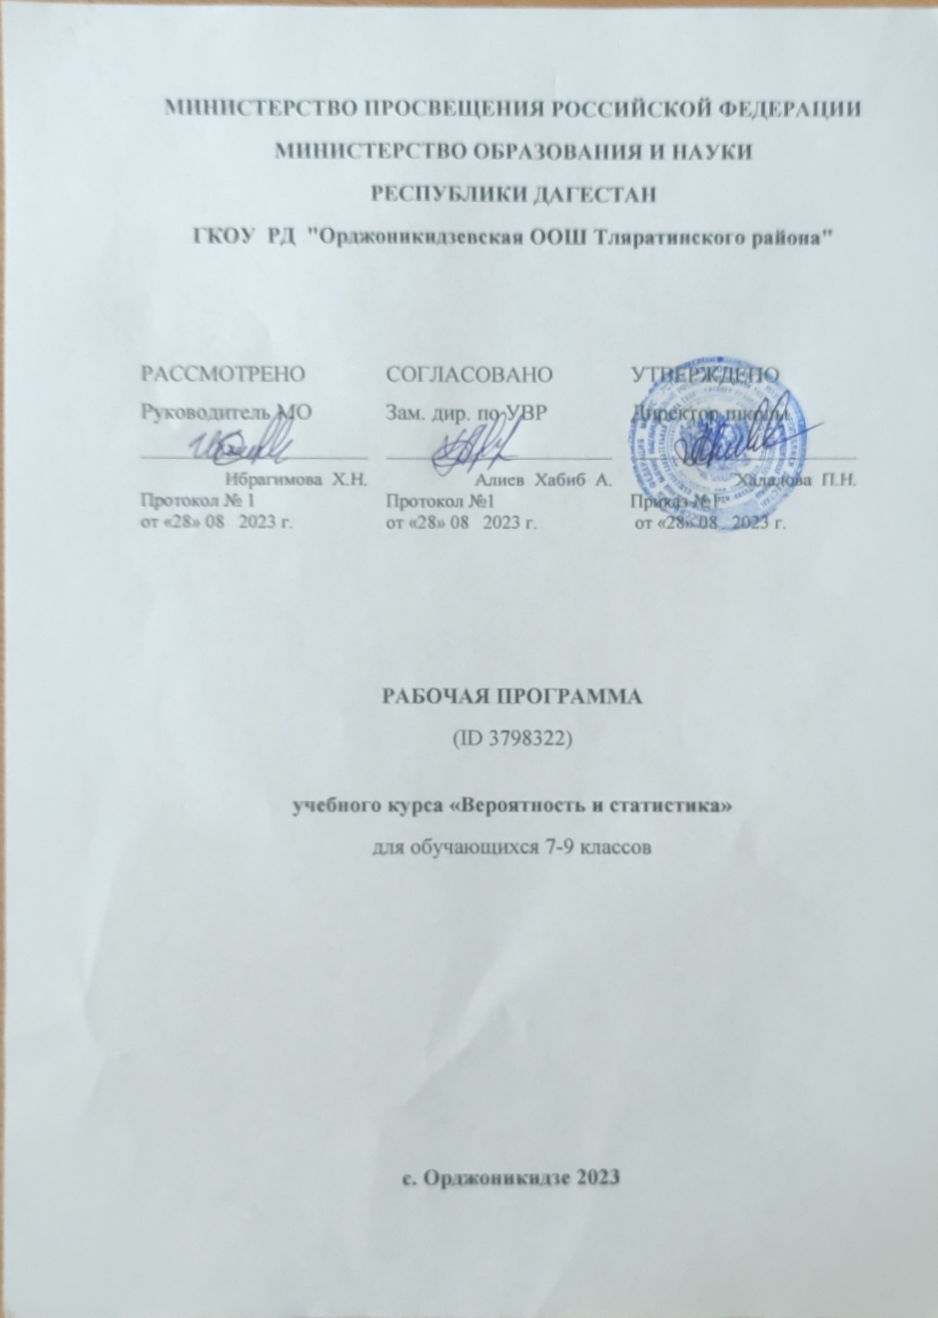 МИНИСТЕРСТВО ПРОСВЕЩЕНИЯ РОССИЙСКОЙ ФЕДЕРАЦИИ
МИНИСТЕРСТВО ОБРАЗОВАНИЯ И НАУКИ
РЕСПУБЛИКИ ДАГЕСТАН
ГКОУ РД "Орджоникидзевская ООШ Тляратинского района"
РАССМОТРЕНО
Руководитель МО
Ибрагимова Х.Н.
Протокол № 1
от «28» 08 2023 г.
СОГЛАСОВАНО
Зам. дир. по УВР
Алиев Хабиб А.
Протокол №1
от «28» 08 2023 г.
УТВЕРЖДЕНО
Директор школы
П.Н.
Приказ №1
от «28» 08 2023 г.
РАБОЧАЯ ПРОГРАММА
(ID 3798322)
учебного курса «Вероятность и статистика»
для обучающихся 7-9 классов
с. Орджоникидзе 2023